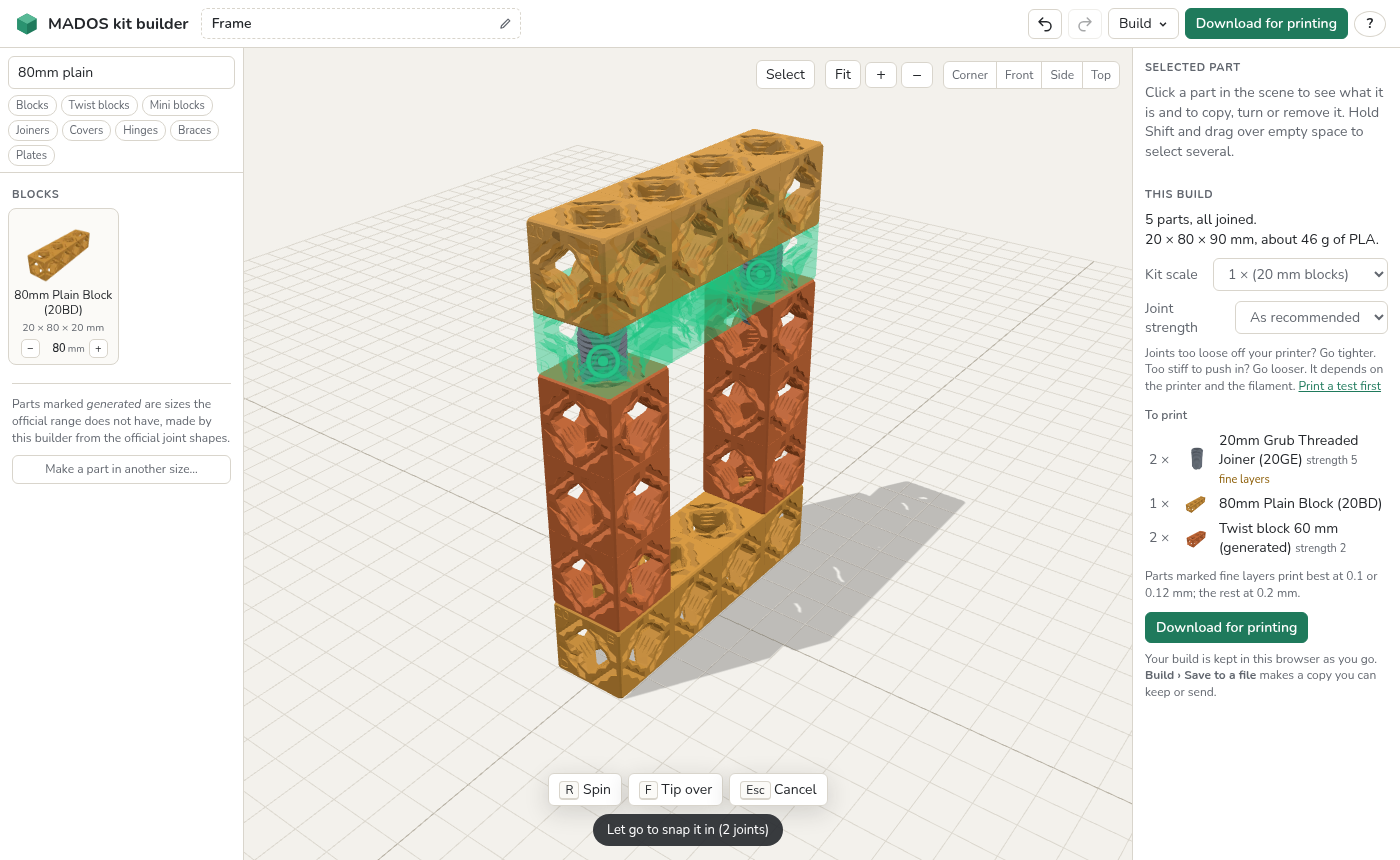 MADOS kit builder
Frame
Build
Download for printing
?
80mm plain
Blocks
Twist blocks
Mini blocks
Joiners
Covers
Hinges
Braces
Plates
BLOCKS
80mm Plain Block
(20BD)
20 × 80 × 20 mm
− 80 mm +
Parts marked generated are sizes the
official range does not have, made by
this builder from the official joint shapes.
Make a part in another size...
Select
Fit
+
−
Corner
Front
Side
Top
R Spin
F Tip over
Esc Cancel
Let go to snap it in (2 joints)
SELECTED PART
Click a part in the scene to see what it
is and to copy, turn or remove it. Hold
Shift and drag over empty space to
select several.
THIS BUILD
5 parts, all joined.
20 × 80 × 90 mm, about 46 g of PLA.
Kit scale
1 × (20 mm blocks)
Joint
strength
As recommended
Joints too loose off your printer? Go tighter.
Too stiff to push in? Go looser. It depends on
the printer and the filament. Print a test first
To print
2 ×
20mm Grub Threaded
Joiner (20GE) strength 5
fine layers
1 ×
80mm Plain Block (20BD)
2 ×
Twist block 60 mm
(generated) strength 2
Parts marked fine layers print best at 0.1 or
0.12 mm; the rest at 0.2 mm.
Download for printing
Your build is kept in this browser as you go.
Build › Save to a file makes a copy you can
keep or send.